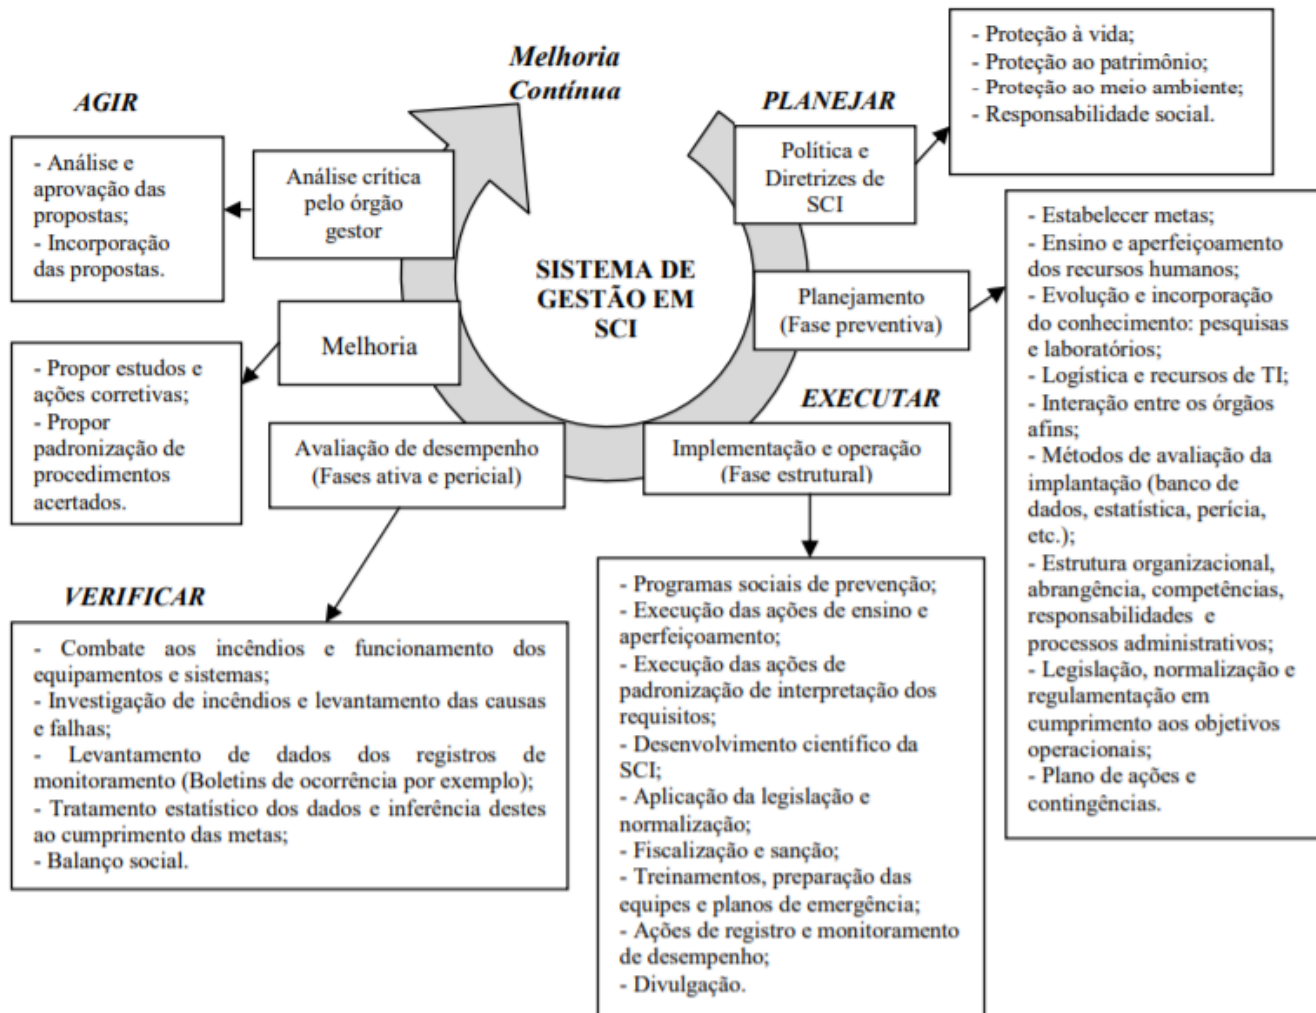 Melhoria
Contínua
PLANEJAR
Política e
Diretrizes de
SCI
- Proteção à vida;
- Proteção ao patrimônio;
- Proteção ao meio ambiente;
- Responsabilidade social.
Planejamento
(Fase preventiva)
- Estabelecer metas;
- Ensino e aperfeiçoamento
dos recursos humanos;
- Evolução e incorporação
do conhecimento: pesquisas
e laboratórios;
- Logística e recursos de TI;
- Interação entre os órgãos
afins;
- Métodos de avaliação da
implantação (banco de
dados, estatística, perícia,
etc.);
- Estrutura organizacional,
abrangência, competências,
responsabilidades e
processos administrativos;
- Legislação, normalização e
regulamentação em
cumprimento aos objetivos
operacionais;
- Plano de ações e
contingências.
SISTEMA DE
GESTÃO EM
SCI
EXECUTAR
Implementação e operação
(Fase estrutural)
- Programas sociais de prevenção;
- Execução das ações de ensino e
aperfeiçoamento;
- Execução das ações de
padronização de interpretação dos
requisitos;
- Desenvolvimento científico da
SCI;
- Aplicação da legislação e
normalização;
- Fiscalização e sanção;
- Treinamentos, preparação das
equipes e planos de emergência;
- Ações de registro e monitoramento
de desempenho;
- Divulgação.
Avaliação de desempenho
(Fases ativa e pericial)
VERIFICAR
- Combate aos incêndios e funcionamento dos
equipamentos e sistemas;
- Investigação de incêndios e levantamento das causas
e falhas;
- Levantamento de dados dos registros de
monitoramento (Boletins de ocorrência por exemplo);
- Tratamento estatístico dos dados e inferência destes
ao cumprimento das metas;
- Balanço social.
Melhoria
- Propor estudos e
ações corretivas;
- Propor
padronização de
procedimentos
acertados.
AGIR
Análise crítica
pelo órgão
gestor
- Análise e
aprovação das
propostas;
- Incorporação
das propostas.